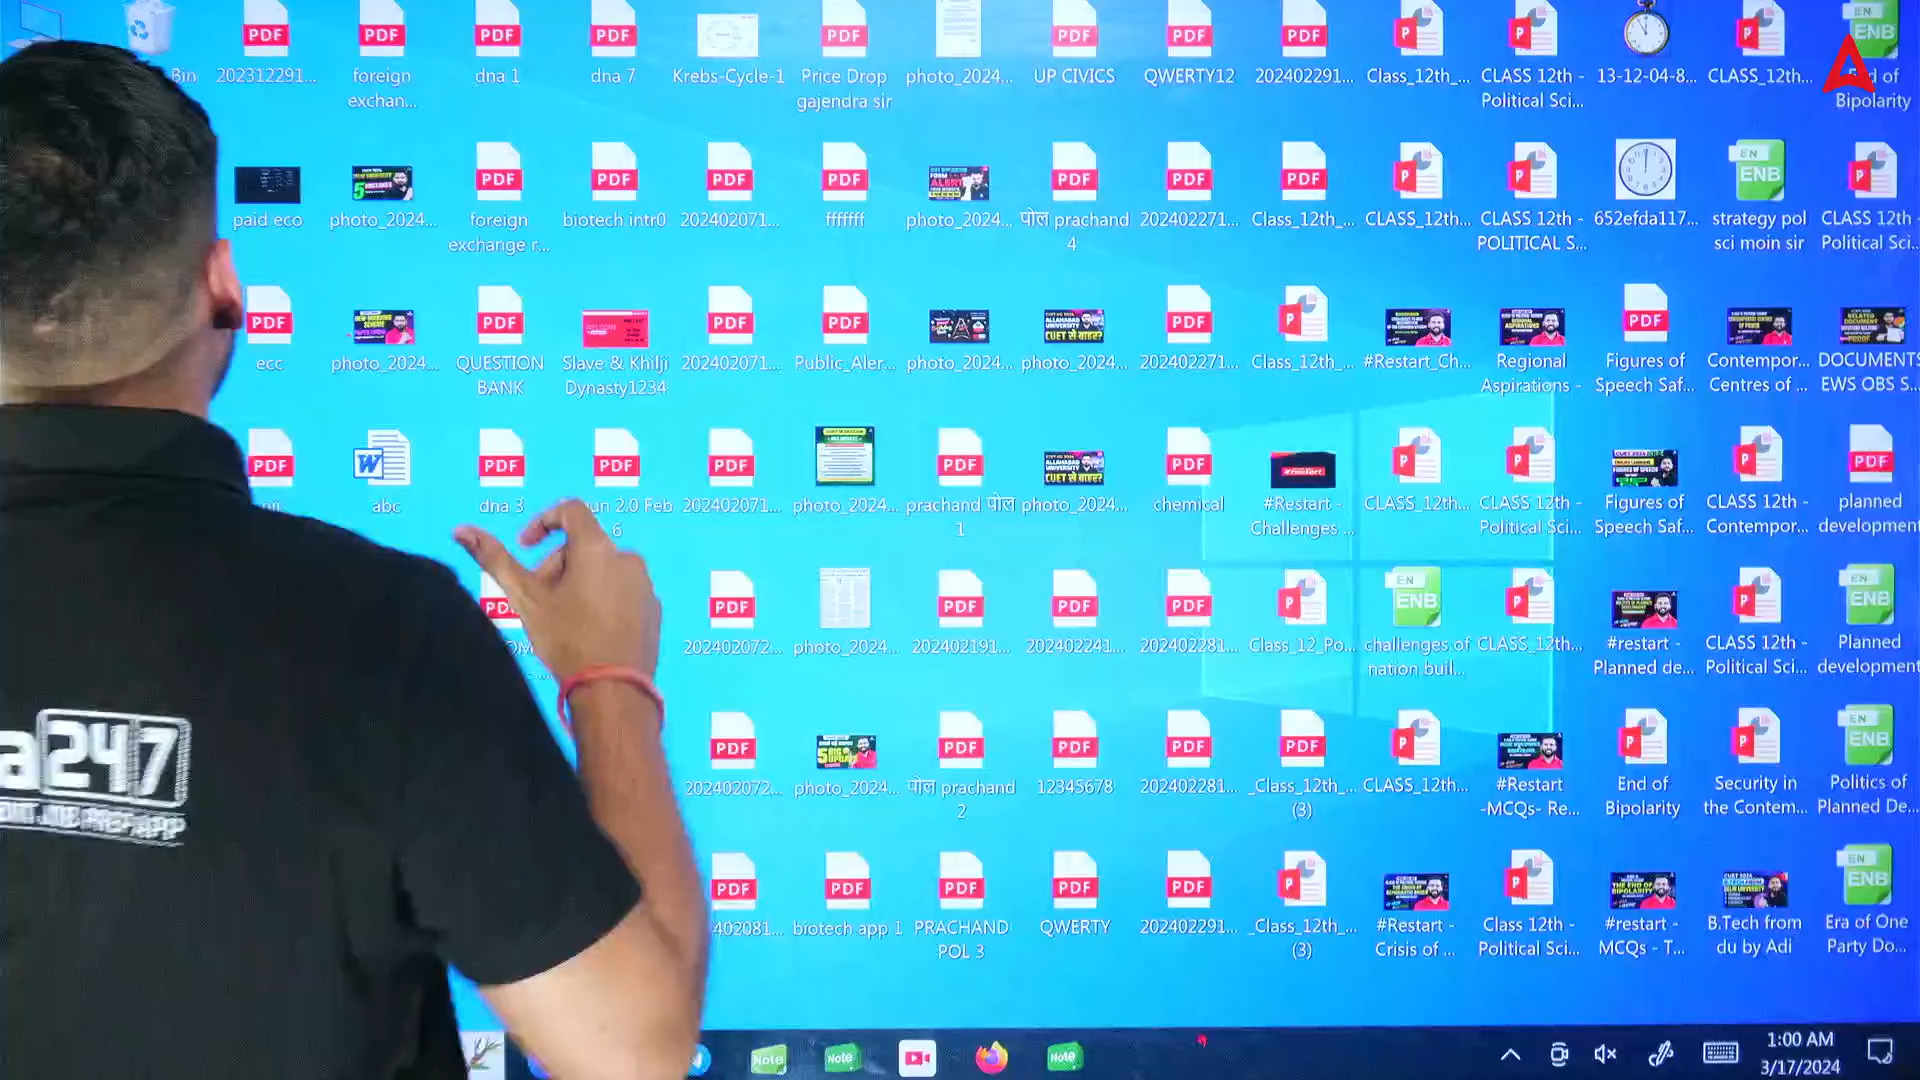 Bin
202312291...
foreign
exchan...
dna 1
dna 7
Krebs-Cycle-1
Price Drop
gajendra sir
photo_2024...
UP CIVICS
QWERTY12
202402291...
Class_12th_...
CLASS 12th -
Political Sci...
13-12-04-8...
CLASS_12th...
Bipolarity
paid eco
photo_2024...
foreign
exchange r...
biotech intr0
202402071...
fffffff
photo_2024...
पोल prachand
4
202402271...
Class_12th_...
CLASS_12th...
CLASS 12th -
POLITICAL S...
652efda117...
strategy pol
sci moin sir
CLASS 12th -
Political Sci...
ecc
photo_2024...
QUESTION
BANK
Slave & Khilji
Dynasty1234
202402071...
Public_Aler...
photo_2024...
photo_2024...
202402271...
Class_12th_...
#Restart_Ch...
Regional
Aspirations -
Figures of
Speech Saf...
Contempor...
Centres of ...
DOCUMENTS
EWS OBS S...
abc
dna 3
2.0 Feb
6
202402071...
photo_2024...
prachand पोल
1
photo_2024...
chemical
#Restart -
Challenges ...
CLASS_12th...
CLASS 12th -
Political Sci...
Figures of
Speech Saf...
CLASS 12th -
Contempor...
planned
development
202402072...
photo_2024...
202402191...
202402241...
202402281...
Class_12_Po...
challenges of
nation buil...
CLASS_12th...
#restart -
Planned de...
CLASS 12th -
Political Sci...
Planned
development
202402072...
photo_2024...
पोल prachand
2
12345678
202402281...
_Class_12th_...
(3)
CLASS_12th...
#Restart
-MCQs- Re...
End of
Bipolarity
Security in
the Contem...
Politics of
Planned De...
a247
402081...
biotech app 1
PRACHAND
POL 3
QWERTY
202402291...
_Class_12th_...
(3)
#Restart -
Crisis of ...
Class 12th -
Political Sci...
#restart -
MCQs - T...
B.Tech from
du by Adi
Era of One
Party Do...
Note
Note
Note
1:00 AM
3/17/2024